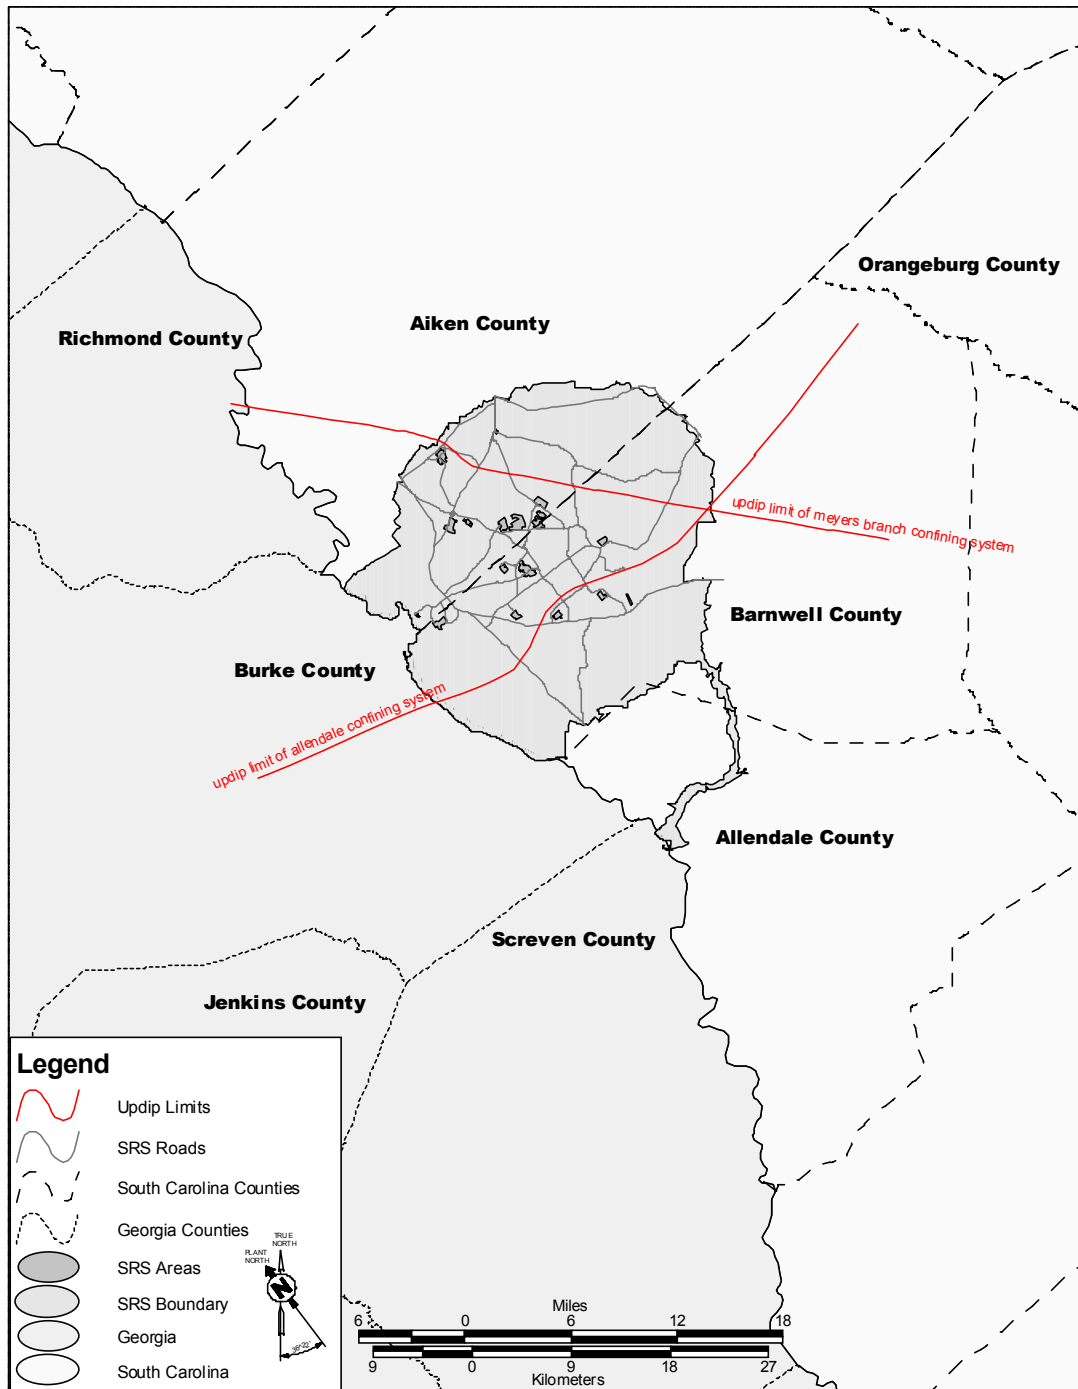 Orangeburg County
Aiken County
Richmond County
updip limit of meyers branch confining system
Barnwell County
Burke County
updip limit of allendale confining system
Allendale County
Screven County
Jenkins County
Legend
Updip Limits
SRS Roads
South Carolina Counties
Georgia Counties
SRS Areas
SRS Boundary
Georgia
South Carolina
TRUE
NORTH
PLANT
NORTH
N
36°22'
Miles
6 0 6 12 18
9 0 9 18 27
Kilometers